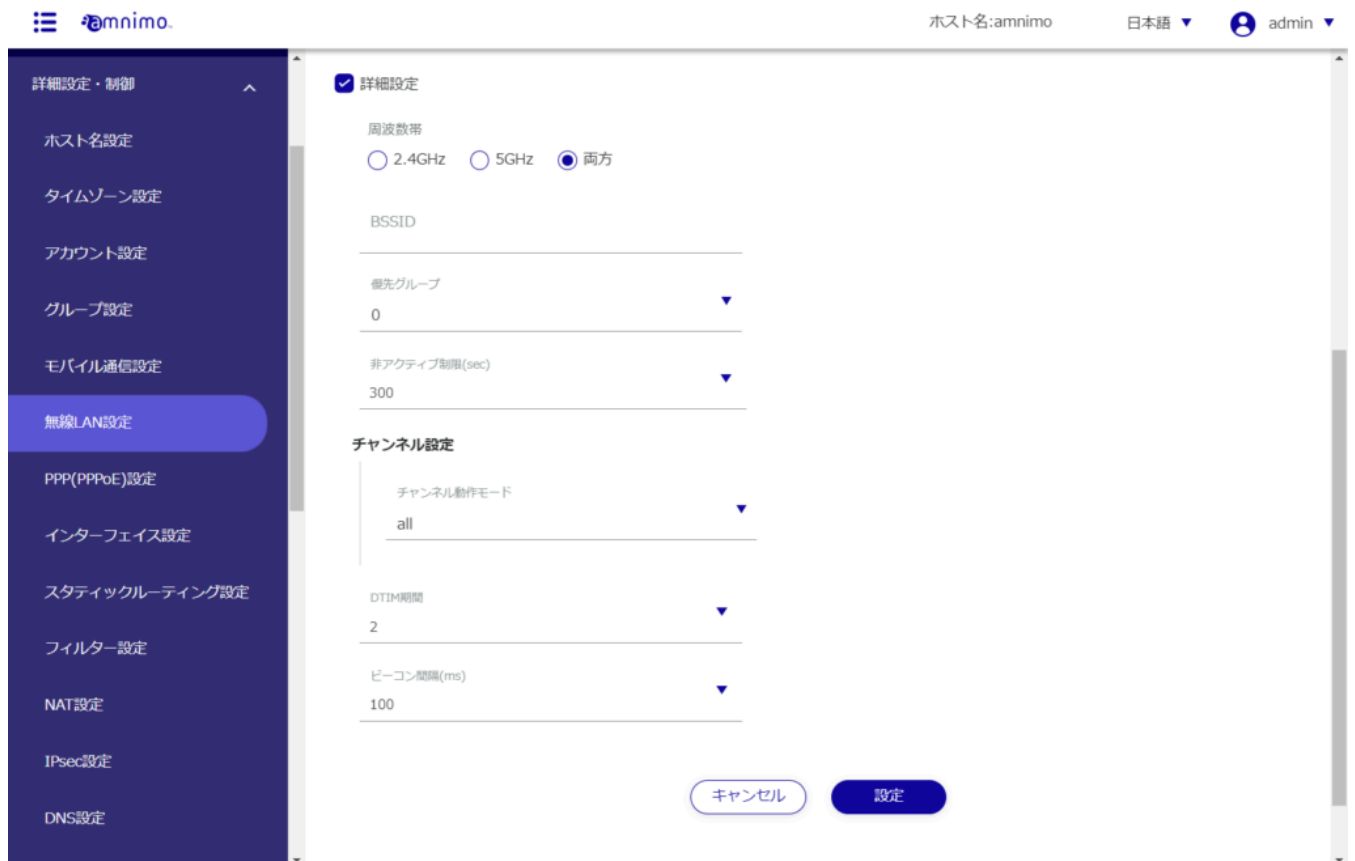 amnimo
ホスト名:amnimo
日本語
admin
詳細設定・制御
ホスト名設定
タイムゾーン設定
アカウント設定
グループ設定
モバイル通信設定
無線LAN設定
PPP(PPPoE)設定
インターフェイス設定
スタティックルーティング設定
フィルター設定
NAT設定
IPsec設定
DNS設定
詳細設定
周波数帯
2.4GHz 5GHz 両方
BSSID
優先グループ
0
非アクティブ制限(sec)
300
チャンネル設定
チャンネル動作モード
all
DTIM期間
2
ビーコン間隔(ms)
100
キャンセル 設定